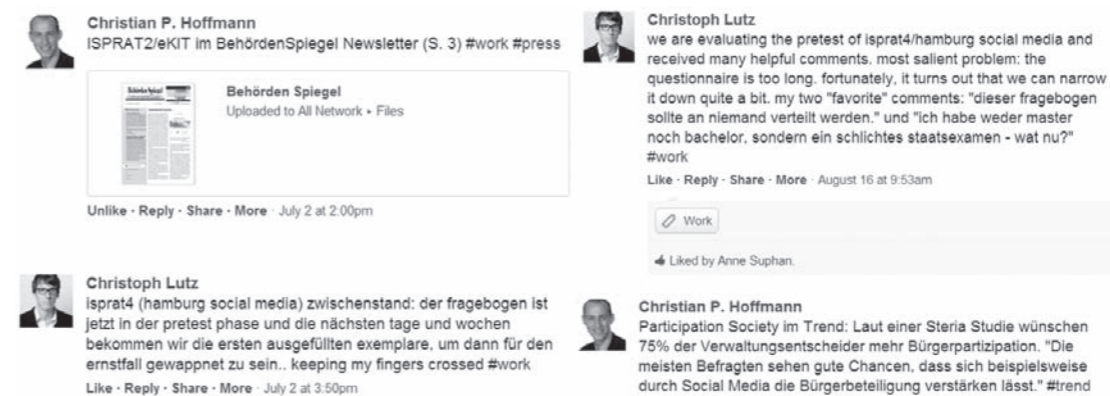 Christian P. Hoffmann
ISPRAT2/eKIT im BehördenSpiegel Newsletter (S. 3) #work #press
Behörden Spiegel
Uploaded to All Network ▸ Files
Unlike · Reply · Share · More · July 2 at 2:00pm
Christoph Lutz
isprat4 (hamburg social media) zwischenstand: der fragebogen ist
jetzt in der pretest phase und die nächsten tage und wochen
bekommen wir die ersten ausgefüllten exemplare, um dann für den
ernstfall gewappnet zu sein.. keeping my fingers crossed #work
Like · Reply · Share · More · July 2 at 3:50pm
Christoph Lutz
we are evaluating the pretest of isprat4/hamburg social media and
received many helpful comments. most salient problem: the
questionnaire is too long. fortunately, it turns out that we can narrow
it down quite a bit. my two "favorite" comments: "dieser fragebogen
sollte an niemand verteilt werden." und "ich habe weder master
noch bachelor, sondern ein schlichtes staatsexamen - wat nu?"
#work
Like · Reply · Share · More · August 16 at 9:53am
Work
Liked by Anne Suphan.
Christian P. Hoffmann
Participation Society im Trend: Laut einer Steria Studie wünschen
75% der Verwaltungsentscheider mehr Bürgerpartizipation. "Die
meisten Befragten sehen gute Chancen, dass sich beispielsweise
durch Social Media die Bürgerbeteiligung verstärken lässt." #trend